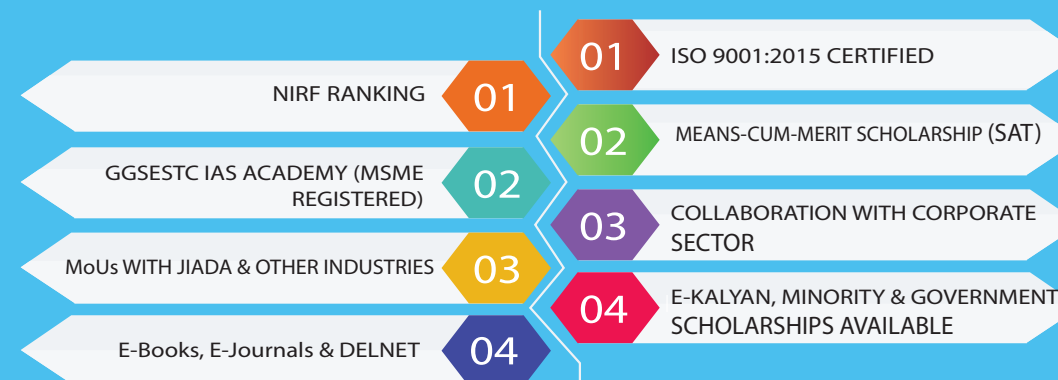 NIRF RANKING
01
GGSESTC IAS ACADEMY (MSME
REGISTERED)
02
MoUs WITH JIADA & OTHER INDUSTRIES
03
E-Books, E-Journals & DELNET
04
01
ISO 9001:2015 CERTIFIED
02
MEANS-CUM-MERIT SCHOLARSHIP (SAT)
03
COLLABORATION WITH CORPORATE
SECTOR
04
E-KALYAN, MINORITY & GOVERNMENT
SCHOLARSHIPS AVAILABLE